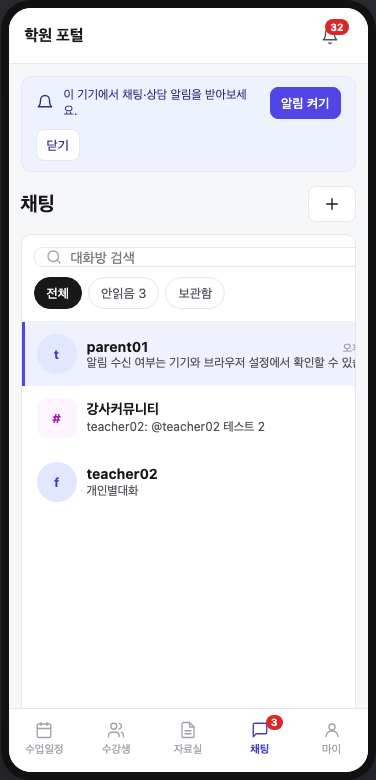 학원 포털
32
이 기기에서 채팅·상담 알림을 받아보세
요.
알림 켜기
닫기
채팅
대화방 검색
전체
안읽음 3
보관함
t
parent01
알림 수신 여부는 기기와 브라우저 설정에서 확인할 수
#
강사커뮤니티
teacher02: @teacher02 테스트 2
f
teacher02
개인별대화
3
수업일정
수강생
자료실
채팅
마이